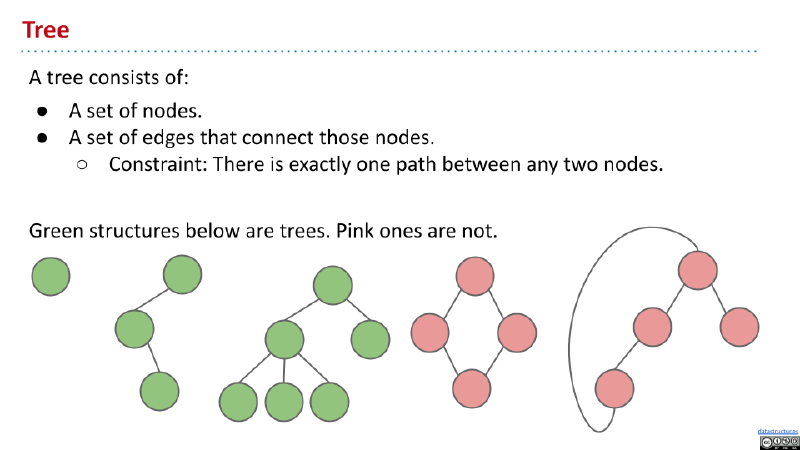 Tree
A tree consists of:
● A set of nodes.
● A set of edges that connect those nodes.
○ Constraint: There is exactly one path between any two nodes.
Green structures below are trees. Pink ones are not.
datastructur.es